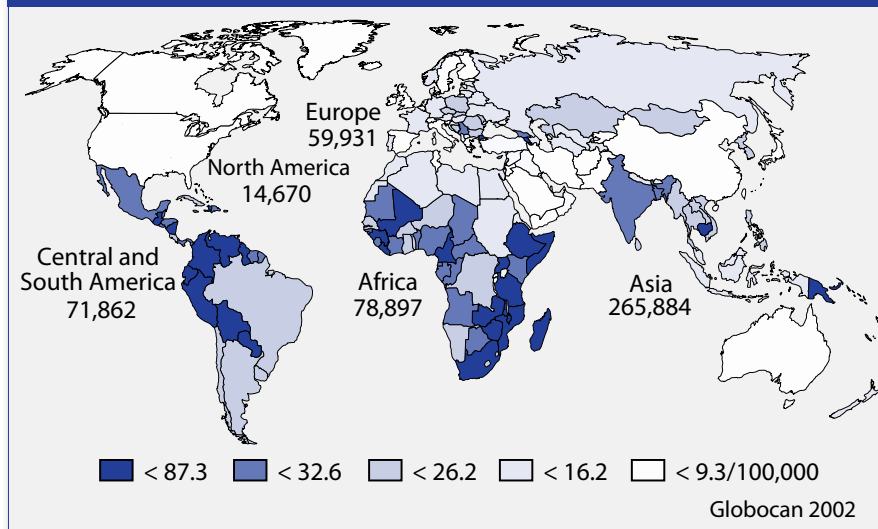 Europe
59,931
North America
14,670
Central and
South America
71,862
Africa
78,897
Asia
265,884
< 87.3
< 32.6
< 26.2
< 16.2
< 9.3/100,000
Globocan 2002